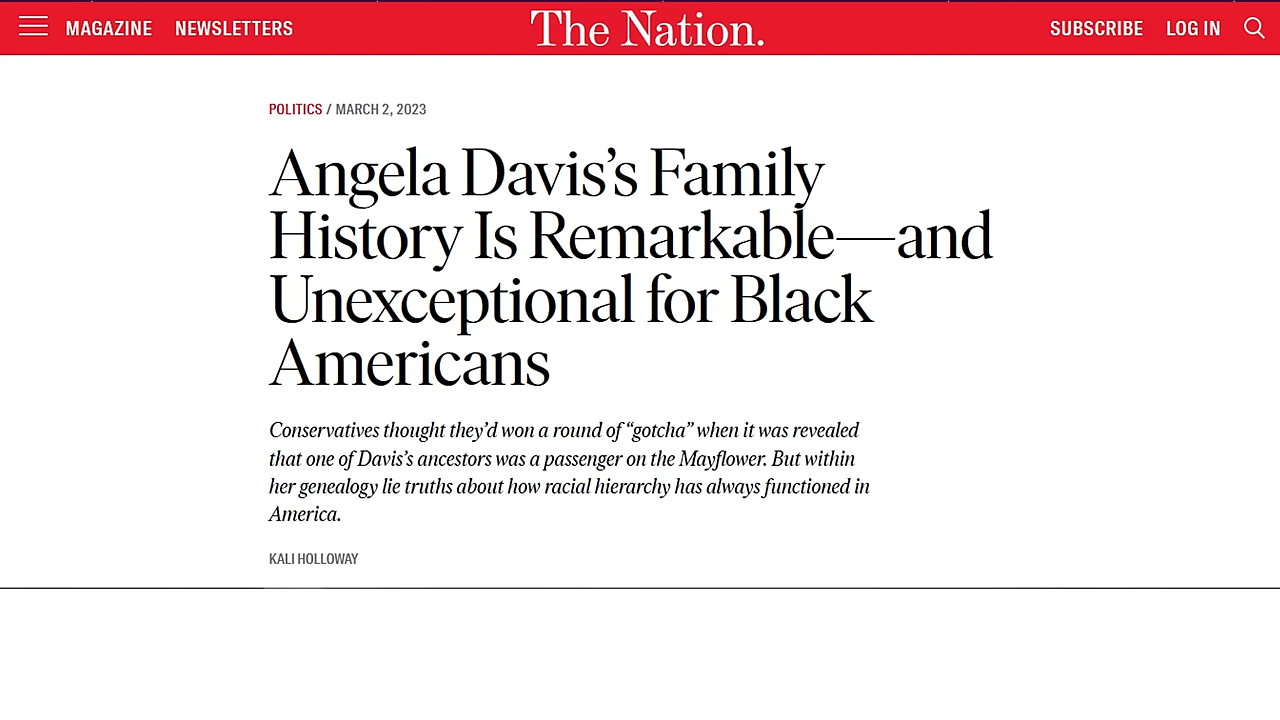 MAGAZINE NEWSLETTERS The Nation. SUBSCRIBE LOG IN
POLITICS / MARCH 2, 2023
Angela Davis’s Family
History Is Remarkable—and
Unexceptional for Black
Americans
Conservatives thought they’d won a round of “gotcha” when it was revealed
that one of Davis’s ancestors was a passenger on the Mayflower. But within
her genealogy lie truths about how racial hierarchy has always functioned in
America.
KALI HOLLOWAY